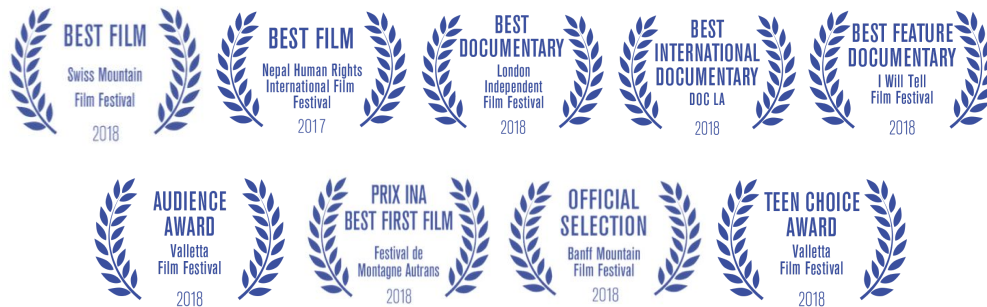 BEST FILM
Swiss Mountain
Film Festival
2018
BEST FILM
Nepal Human Rights
International Film
Festival
2017
BEST
DOCUMENTARY
London
Independent
Film Festival
2018
BEST
INTERNATIONAL
DOCUMENTARY
DOC LA
2018
BEST FEATURE
DOCUMENTARY
I Will Tell
Film Festival
2018
AUDIENCE
AWARD
Valletta
Film Festival
2018
PRIX INA
BEST FIRST FILM
Festival de
Montagne Autrans
2018
OFFICIAL
SELECTION
Banff Mountain
Film Festival
2018
TEEN CHOICE
AWARD
Valletta
Film Festival
2018